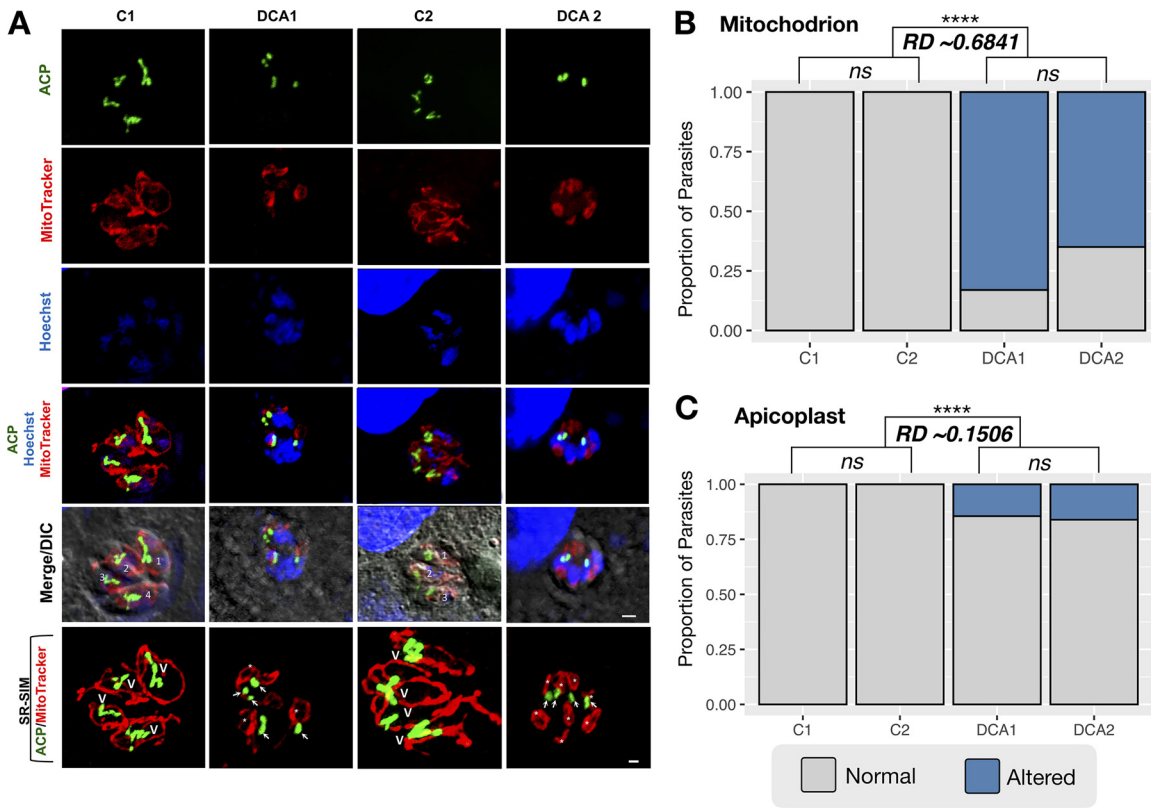 A
C1
DCA1
C2
DCA 2
ACP
MitoTracker
Hoechst
ACP
Hoechst
MitoTracker
Merge/DIC
1
2
3
4
1
2
3
SR-SIM
ACP/MitoTracker
V
V
V
V
*
*
*
V
V
V
V
*
*
*
*
*
*
*
B
Mitochodrion
****
RD ~0.6841
ns
ns
Proportion of Parasites
1.00
0.75
0.50
0.25
0.00
C1
C2
DCA1
DCA2
C
Apicoplast
****
RD ~0.1506
ns
ns
Proportion of Parasites
1.00
0.75
0.50
0.25
0.00
C1
C2
DCA1
DCA2
Normal
Altered